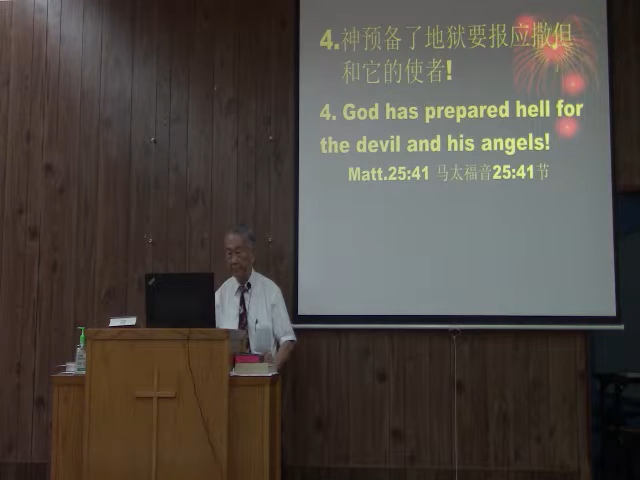 4.神预备了地狱要报应撒但
和它的使者!
4. God has prepared hell for
the devil and his angels!
Matt.25:41 马太福音25:41节